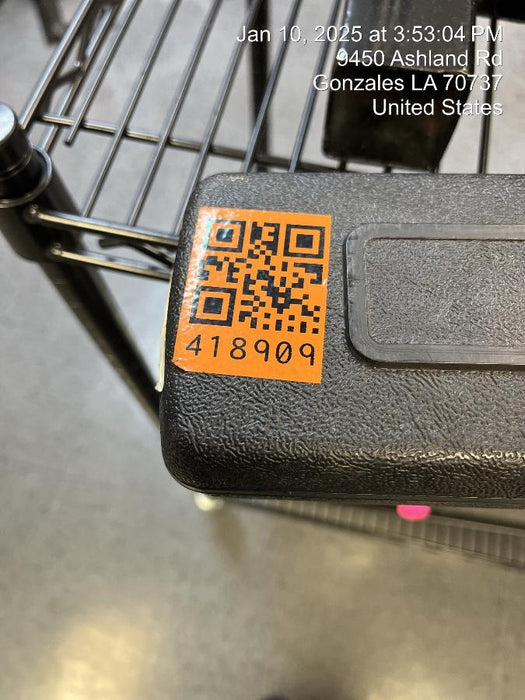 Jan 10, 2025 at 3:53:04 PM
9450 Ashland Rd
Gonzales LA 70737
United States
418909